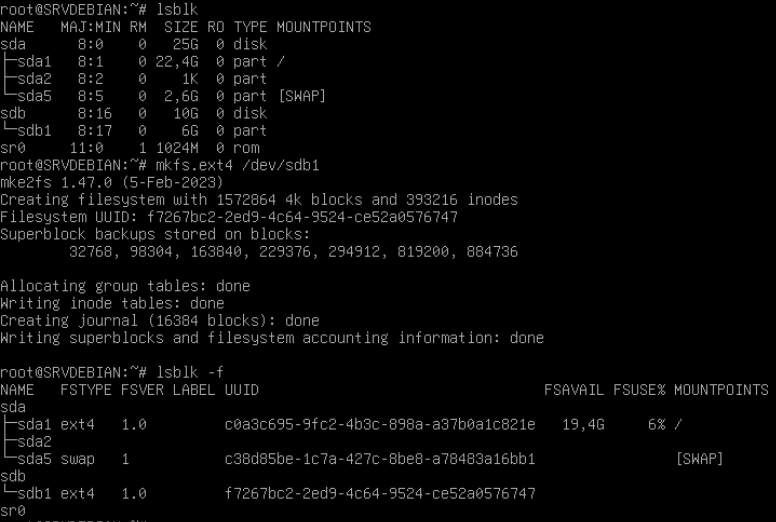 root@SRVDEBIAN:~# lsblk
NAME   MAJ:MIN RM  SIZE RO TYPE MOUNTPOINTS
sda      8:0    0   25G  0 disk
├─sda1   8:1    0 22,4G  0 part /
├─sda2   8:2    0    1K  0 part
└─sda5   8:5    0  2,6G  0 part [SWAP]
sdb      8:16   0   10G  0 disk
└─sdb1   8:17   0    6G  0 part
sr0     11:0    1 1024M  0 rom
root@SRVDEBIAN:~# mkfs.ext4 /dev/sdb1
mke2fs 1.47.0 (5-Feb-2023)
Creating filesystem with 1572864 4k blocks and 393216 inodes
Filesystem UUID: f7267bc2-2ed9-4c64-9524-ce52a0576747
Superblock backups stored on blocks:
        32768, 98304, 163840, 229376, 294912, 819200, 884736

Allocating group tables: done
Writing inode tables: done
Creating journal (16384 blocks): done
Writing superblocks and filesystem accounting information: done

root@SRVDEBIAN:~# lsblk -f
NAME   FSTYPE FSVER LABEL UUID                                 FSAVAIL FSUSE% MOUNTPOINTS
sda
├─sda1 ext4   1.0         c0a3c695-9fc2-4b3c-898a-a37b0a1c821e   19,4G     6% /
├─sda2
└─sda5 swap   1           c38d85be-1c7a-427c-8be8-a78483a16bb1                [SWAP]
sdb
└─sdb1 ext4   1.0         f7267bc2-2ed9-4c64-9524-ce52a0576747
sr0